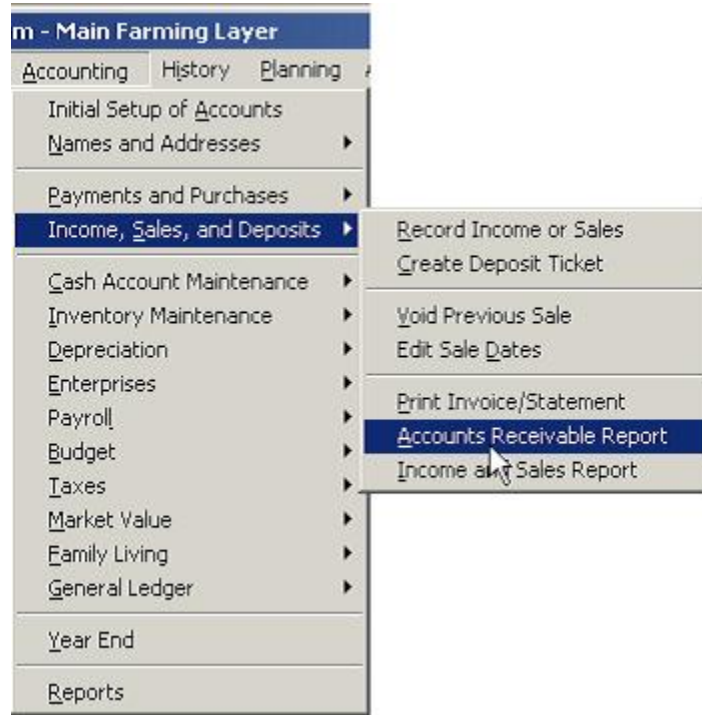 m - Main Farming Layer
Accounting History Planning
Initial Setup of Accounts
Names and Addresses
Payments and Purchases
Income, Sales, and Deposits
Cash Account Maintenance
Inventory Maintenance
Depreciation
Enterprises
Payroll
Budget
Taxes
Market Value
Family Living
General Ledger
Year End
Reports
Record Income or Sales
Create Deposit Ticket
Void Previous Sale
Edit Sale Dates
Print Invoice/Statement
Accounts Receivable Report
Income and Sales Report